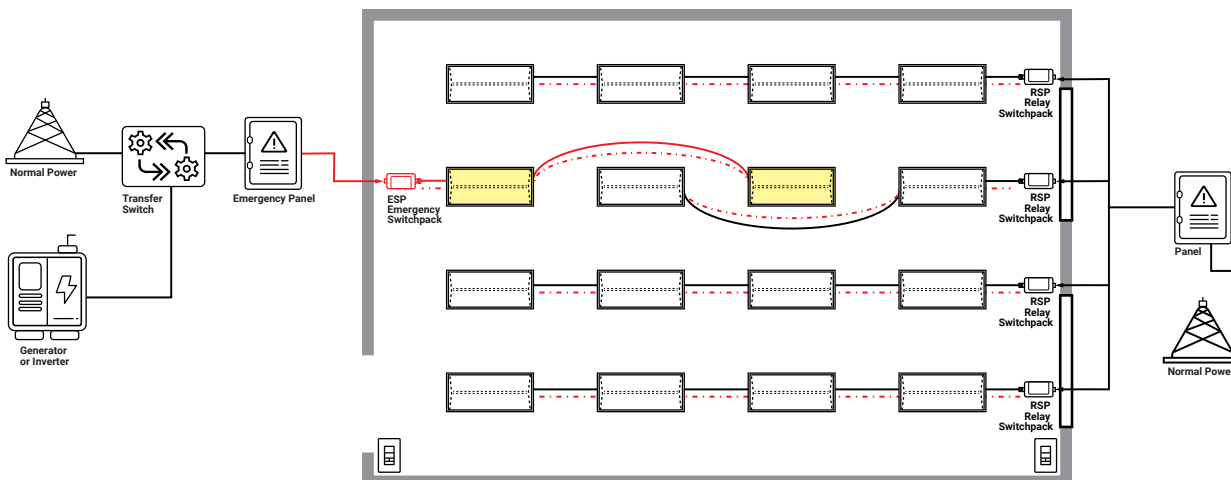 Normal Power
Transfer
Switch
Emergency Panel
Generator
or Inverter
ESP
Emergency
Switchpack
RSP
Relay
Switchpack
RSP
Relay
Switchpack
RSP
Relay
Switchpack
RSP
Relay
Switchpack
Panel
Normal Power